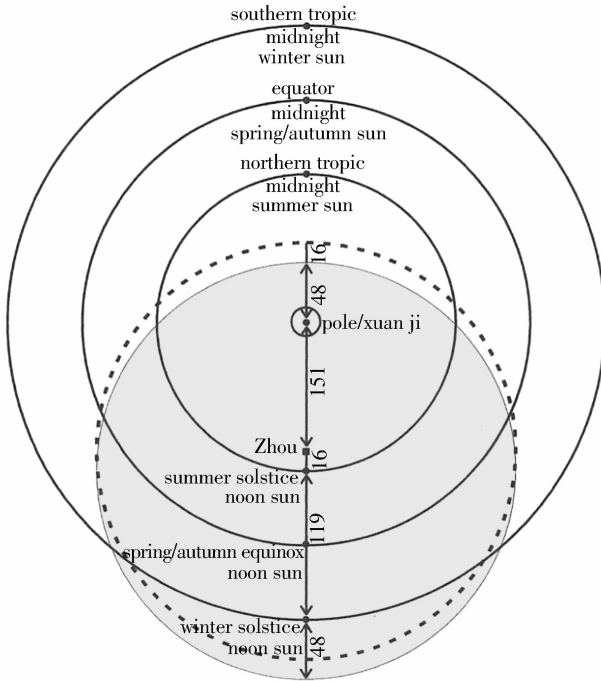 southern tropic
midnight
winter sun
equator
midnight
spring/autumn sun
northern tropic
midnight
summer sun
16
48
pole/xuan ji
151
Zhou
16
summer solstice
noon sun
119
spring/autumn equinox
noon sun
winter solstice
noon sun
48